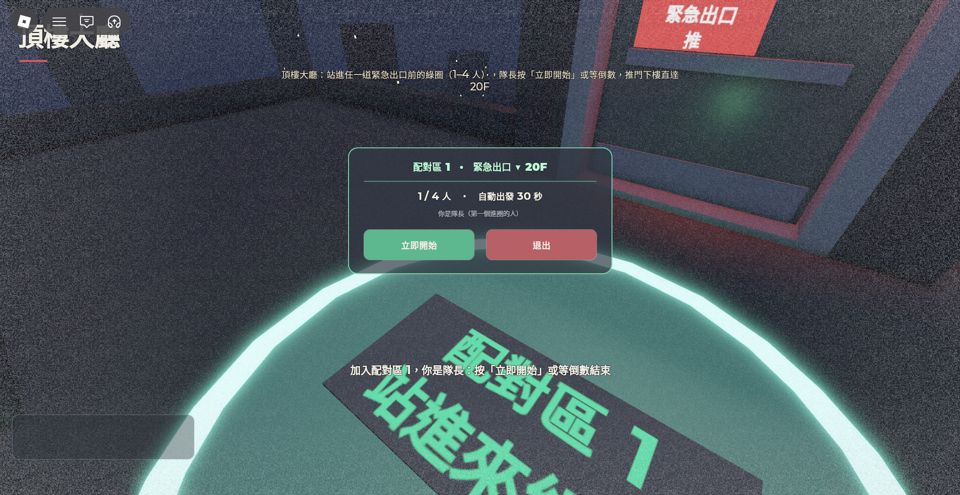 頂樓大廳
緊急出口
推
頂樓大廳：站進任一道緊急出口前的綠圈（1–4 人），隊長按「立即開始」或等倒數，推門下樓直達
20F
配對區 1 • 緊急出口 ▼ 20F
1 / 4 人 • 自動出發 30 秒
你是隊長（第一個進圈的人）
立即開始
退出
加入配對區 1，你是隊長：按「立即開始」或等倒數結束
配對區 1
站進來